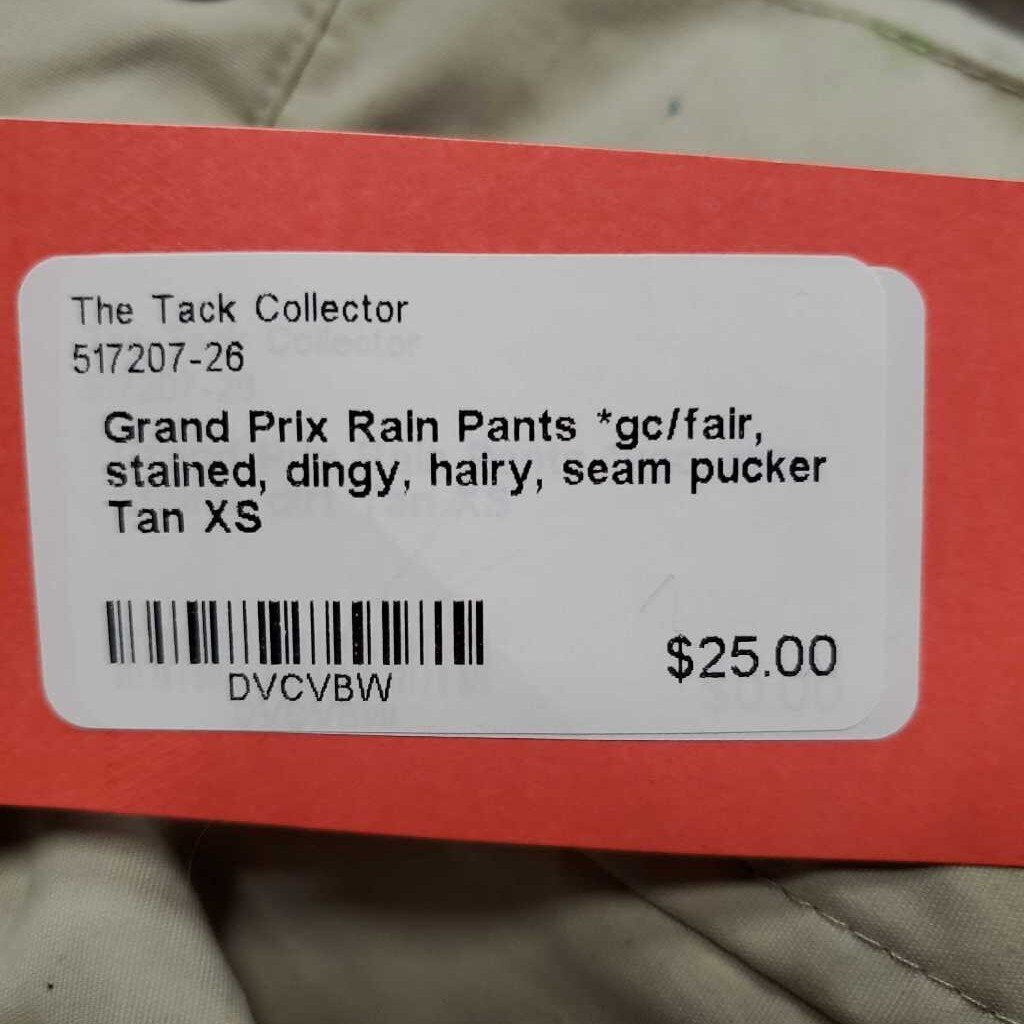 The Tack Collector
517207-26
Grand Prix Rain Pants *gc/fair,
stained, dingy, hairy, seam pucker
Tan XS
DVCVBW
$25.00